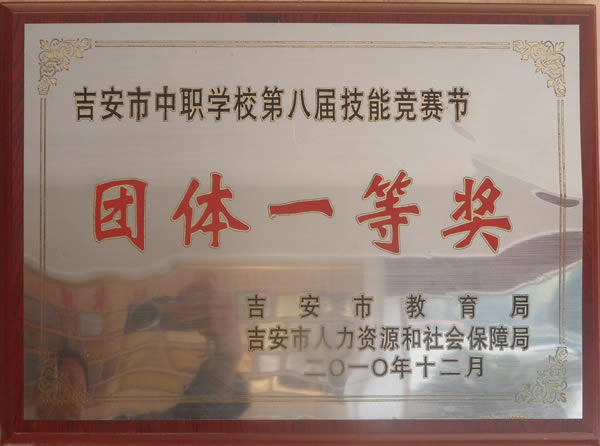 吉安市中职学校第八届技能竞赛节
团体一等奖
吉安市教育局
吉安市人力资源和社会保障局
二〇一〇年十二月